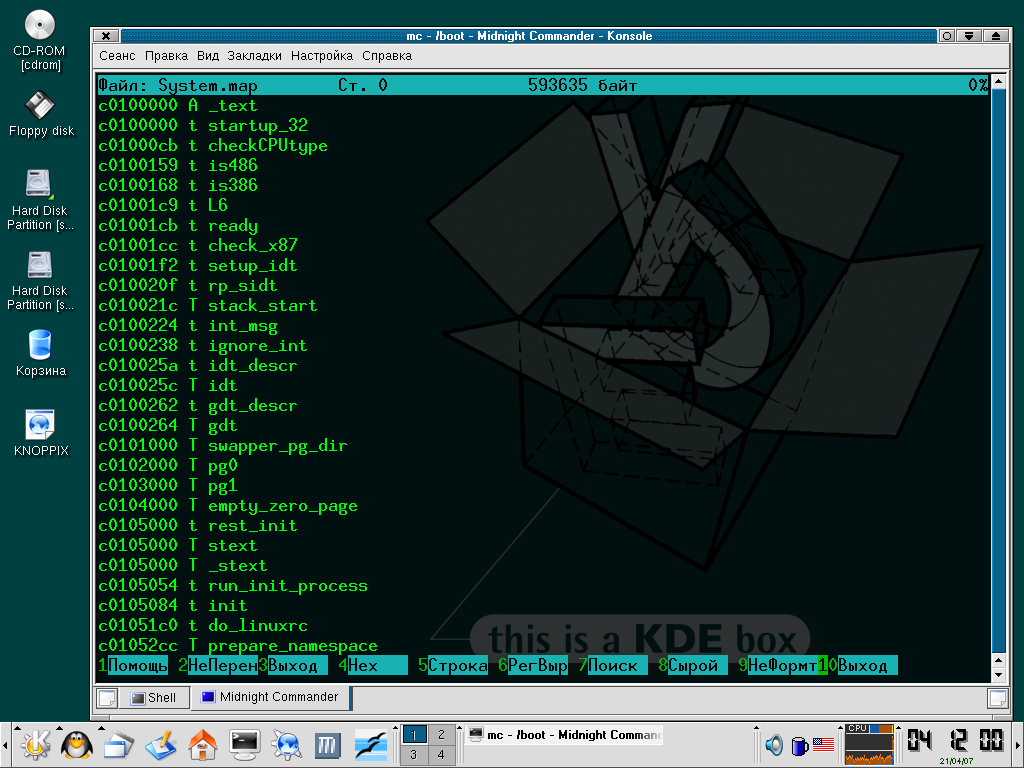 CD-ROM
[cdrom]
Floppy disk
Hard Disk
Partition [s...
Hard Disk
Partition [s...
Корзина
KNOPPIX
mc - /boot - Midnight Commander - Konsole
Сеанс Правка Вид Закладки Настройка Справка
Файл: System.map Ст. 0 593635 байт 0%
c0100000 A _text
c0100000 t startup_32
c01000cb t checkCPUtype
c0100159 t is486
c0100168 t is386
c01001c9 t L6
c01001cb t ready
c01001cc t check_x87
c01001f2 t setup_idt
c010020f t rp_sidt
c010021c T stack_start
c0100224 t int_msg
c0100238 t ignore_int
c010025a t idt_descr
c010025c T idt
c0100262 t gdt_descr
c0100264 T gdt
c0101000 T swapper_pg_dir
c0102000 T pg0
c0103000 T pg1
c0104000 T empty_zero_page
c0105000 t rest_init
c0105000 T stext
c0105000 T _stext
c0105054 t run_init_process
c0105084 t init
c01051c0 t do_linuxrc
c01052cc T prepare_namespace
this is a KDE box
1Помощь 2НеПерен3Выход 4Hex 5Строка 6РегВыр 7Поиск 8Сырой 9НеФормт10Выход
Shell Midnight Commander
1 2
3 4
mc - /boot - Midnight Comman
CPU
04 12 00
21/04/07